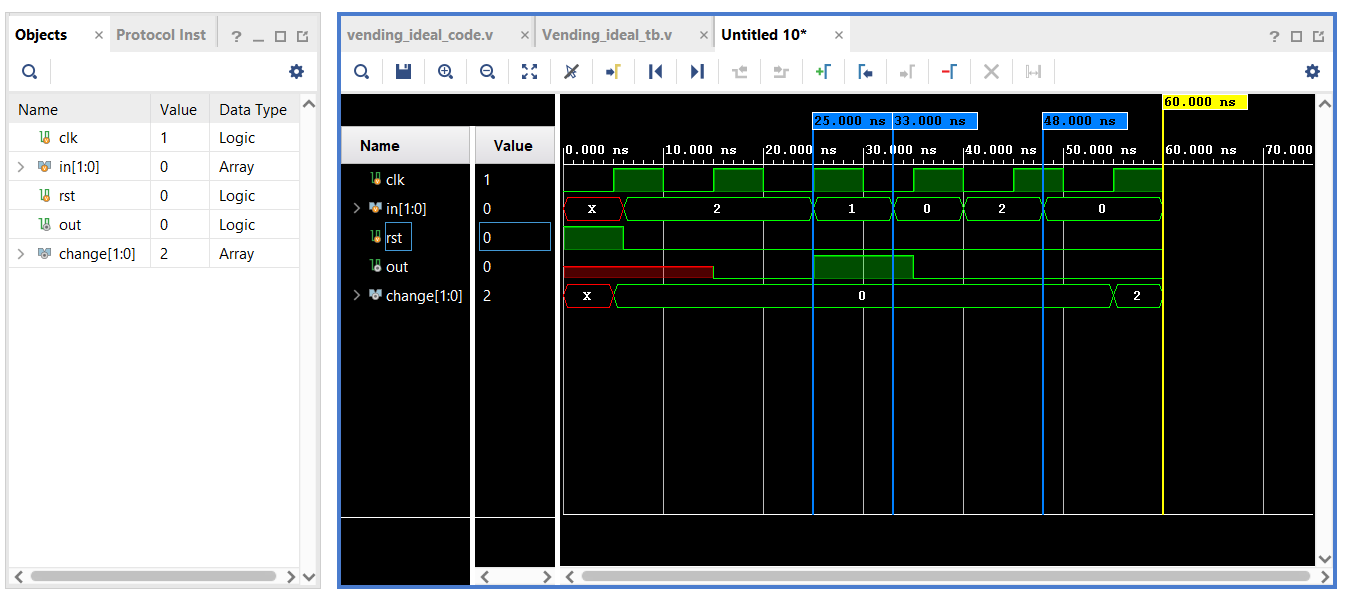 Objects × Protocol Inst ?
Name Value Data Type
clk 1 Logic
in[1:0] 0 Array
rst 0 Logic
out 0 Logic
change[1:0] 2 Array
vending_ideal_code.v × Vending_ideal_tb.v × Untitled 10* × ?
60.000 ns
25.000 ns 33.000 ns 48.000 ns
Name Value
0.000 ns 10.000 ns 20.000 ns 30.000 ns 40.000 ns 50.000 ns 60.000 ns 70.000
clk 1
in[1:0] 0 X 2 1 0 2 0
rst 0
out 0
change[1:0] 2 X 0 2